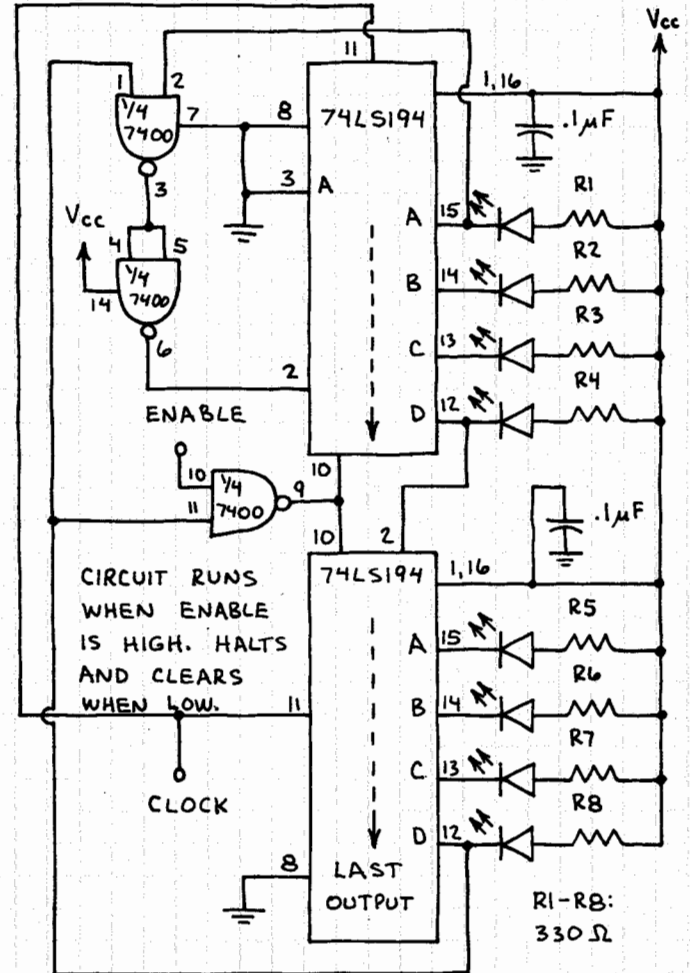 Vcc
11
1
2
1/4
7400
7
8
74LS194
1,16
.1µF
3
3
A
Vcc
4
5
1/4
7400
14
6
A
15
R1
B
14
R2
C
13
R3
D
12
R4
2
ENABLE
10
1/4
7400
11
9
10
10
2
.1µF
74LS194
1,16
CIRCUIT RUNS
WHEN ENABLE
IS HIGH. HALTS
AND CLEARS
WHEN LOW.
11
CLOCK
A
15
R5
B
14
R6
C
13
R7
D
12
R8
8
LAST
OUTPUT
R1-R8:
330 Ω